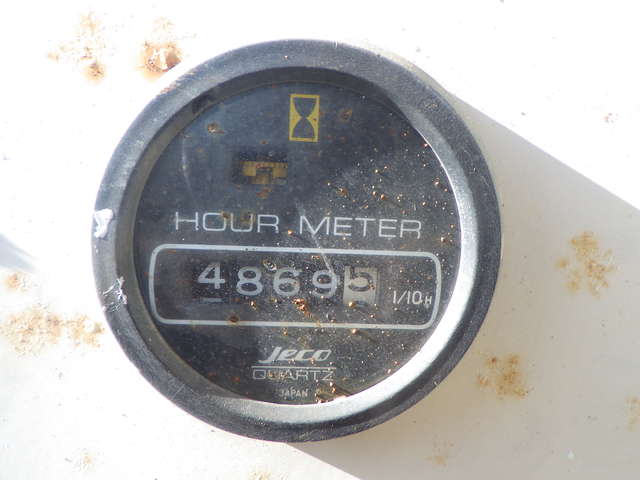 HOUR METER
48695 1/10H
Jeco
QUARTZ
JAPAN